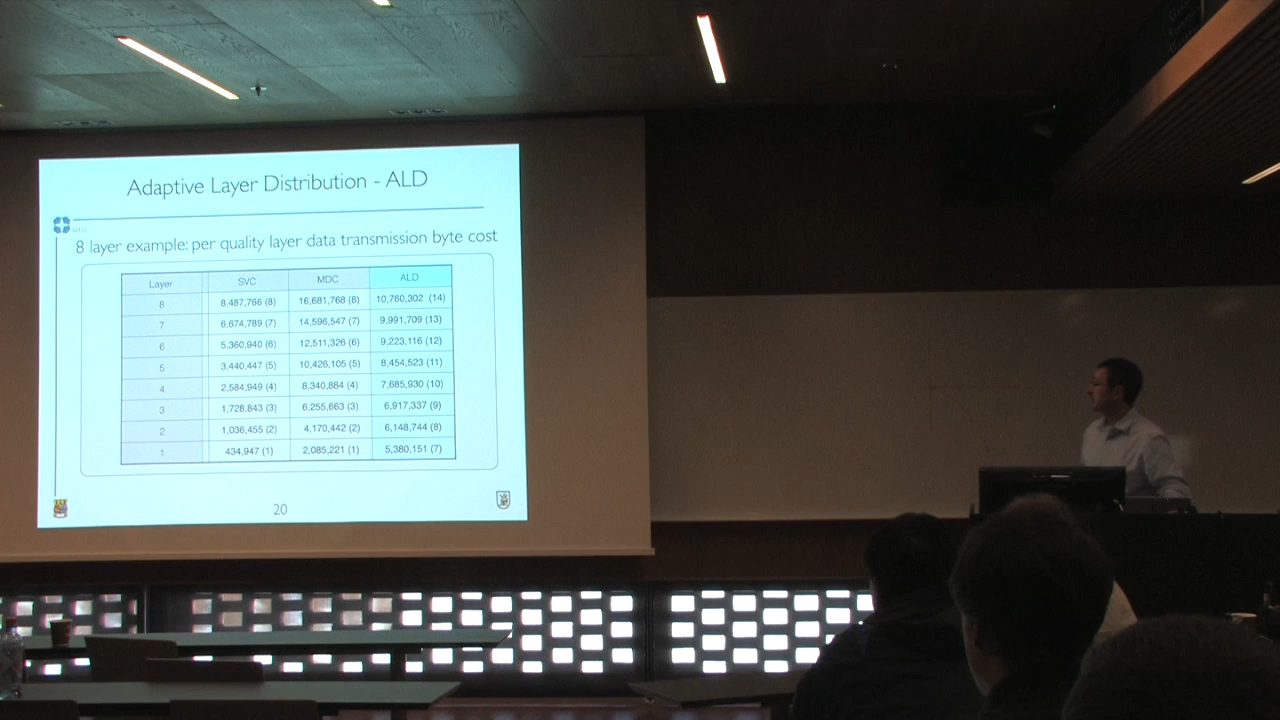 Adaptive Layer Distribution - ALD
8 layer example: per quality layer data transmission byte cost
Layer SVC MDC ALD
8 8,487,766 (8) 16,681,768 (8) 10,760,302 (14)
7 6,674,789 (7) 14,596,547 (7) 9,991,709 (13)
6 5,360,940 (6) 12,511,326 (6) 9,223,116 (12)
5 3,440,447 (5) 10,426,105 (5) 8,454,523 (11)
4 2,584,949 (4) 8,340,884 (4) 7,685,930 (10)
3 1,728,843 (3) 6,255,663 (3) 6,917,337 (9)
2 1,036,455 (2) 4,170,442 (2) 6,148,744 (8)
1 434,947 (1) 2,085,221 (1) 5,380,151 (7)
20